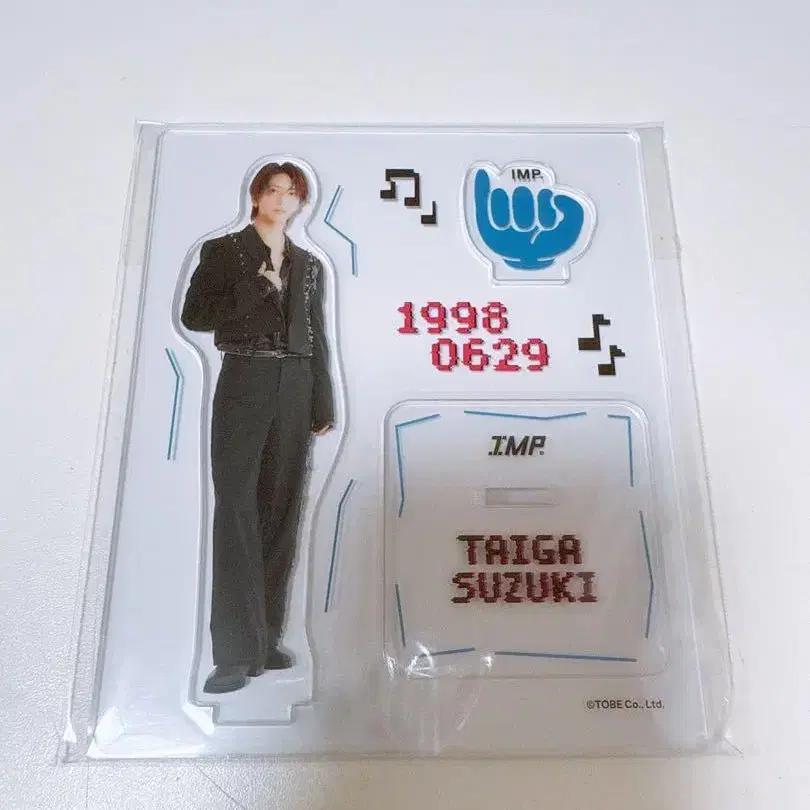 IMP.
1998
0629
IMP.
TAIGA
SUZUKI
©TOBE Co., Ltd.